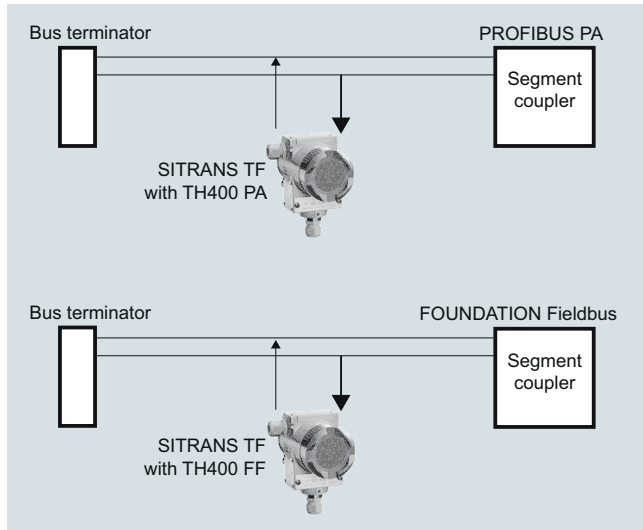 Bus terminator
PROFIBUS PA
Segment
coupler
SITRANS TF
with TH400 PA
Bus terminator
FOUNDATION Fieldbus
Segment
coupler
SITRANS TF
with TH400 FF